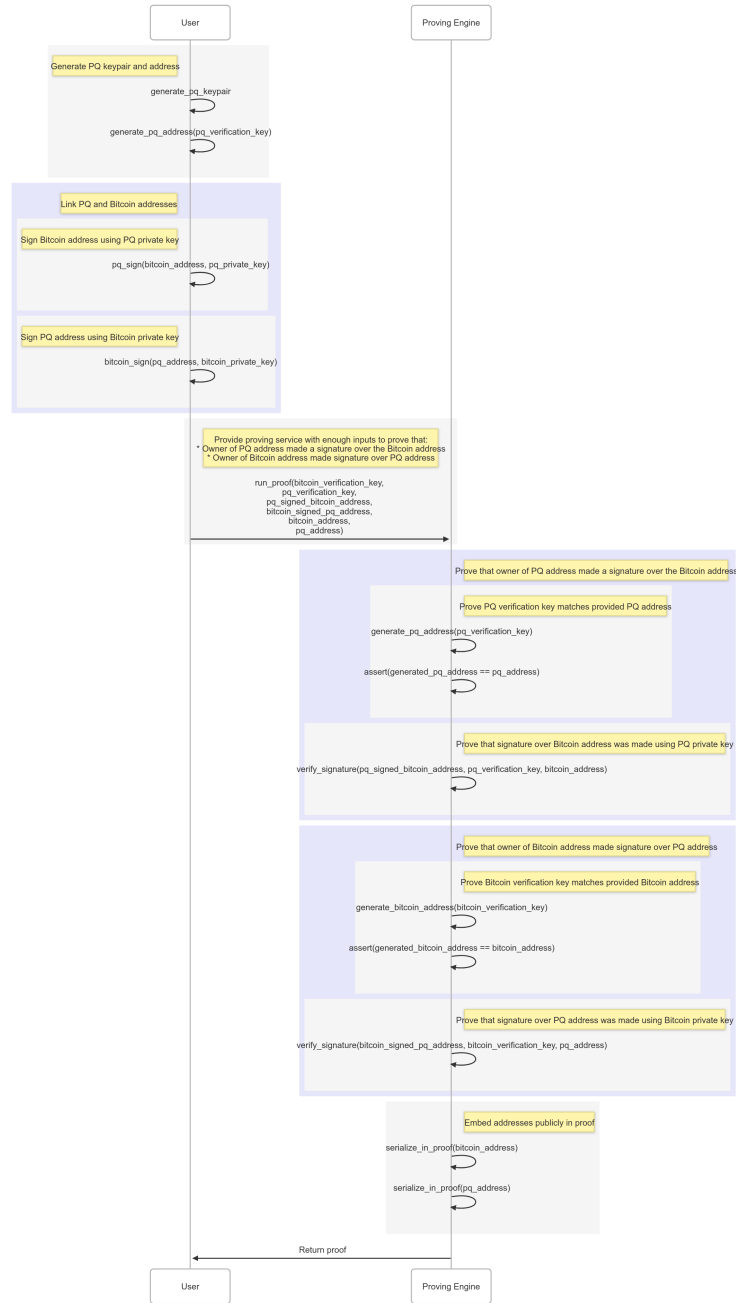 User
Proving Engine
Generate PQ keypair and address
generate_pq_keypair
generate_pq_address(pq_verification_key)
Link PQ and Bitcoin addresses
Sign Bitcoin address using PQ private key
pq_sign(bitcoin_address, pq_private_key)
Sign PQ address using Bitcoin private key
bitcoin_sign(pq_address, bitcoin_private_key)
Provide proving service with enough inputs to prove that:
* Owner of PQ address made a signature over the Bitcoin address
* Owner of Bitcoin address made signature over PQ address
run_proof(bitcoin_verification_key,
pq_verification_key,
pq_signed_bitcoin_address,
bitcoin_signed_pq_address,
bitcoin_address,
pq_address)
Prove that owner of PQ address made a signature over the Bitcoin address
Prove PQ verification key matches provided PQ address
generate_pq_address(pq_verification_key)
assert(generated_pq_address == pq_address)
Prove that signature over Bitcoin address was made using PQ private key
verify_signature(pq_signed_bitcoin_address, pq_verification_key, bitcoin_address)
Prove that owner of Bitcoin address made signature over PQ address
Prove Bitcoin verification key matches provided Bitcoin address
generate_bitcoin_address(bitcoin_verification_key)
assert(generated_bitcoin_address == bitcoin_address)
Prove that signature over PQ address was made using Bitcoin private key
verify_signature(bitcoin_signed_pq_address, bitcoin_verification_key, pq_address)
Embed addresses publicly in proof
serialize_in_proof(bitcoin_address)
serialize_in_proof(pq_address)
Return proof
User
Proving Engine